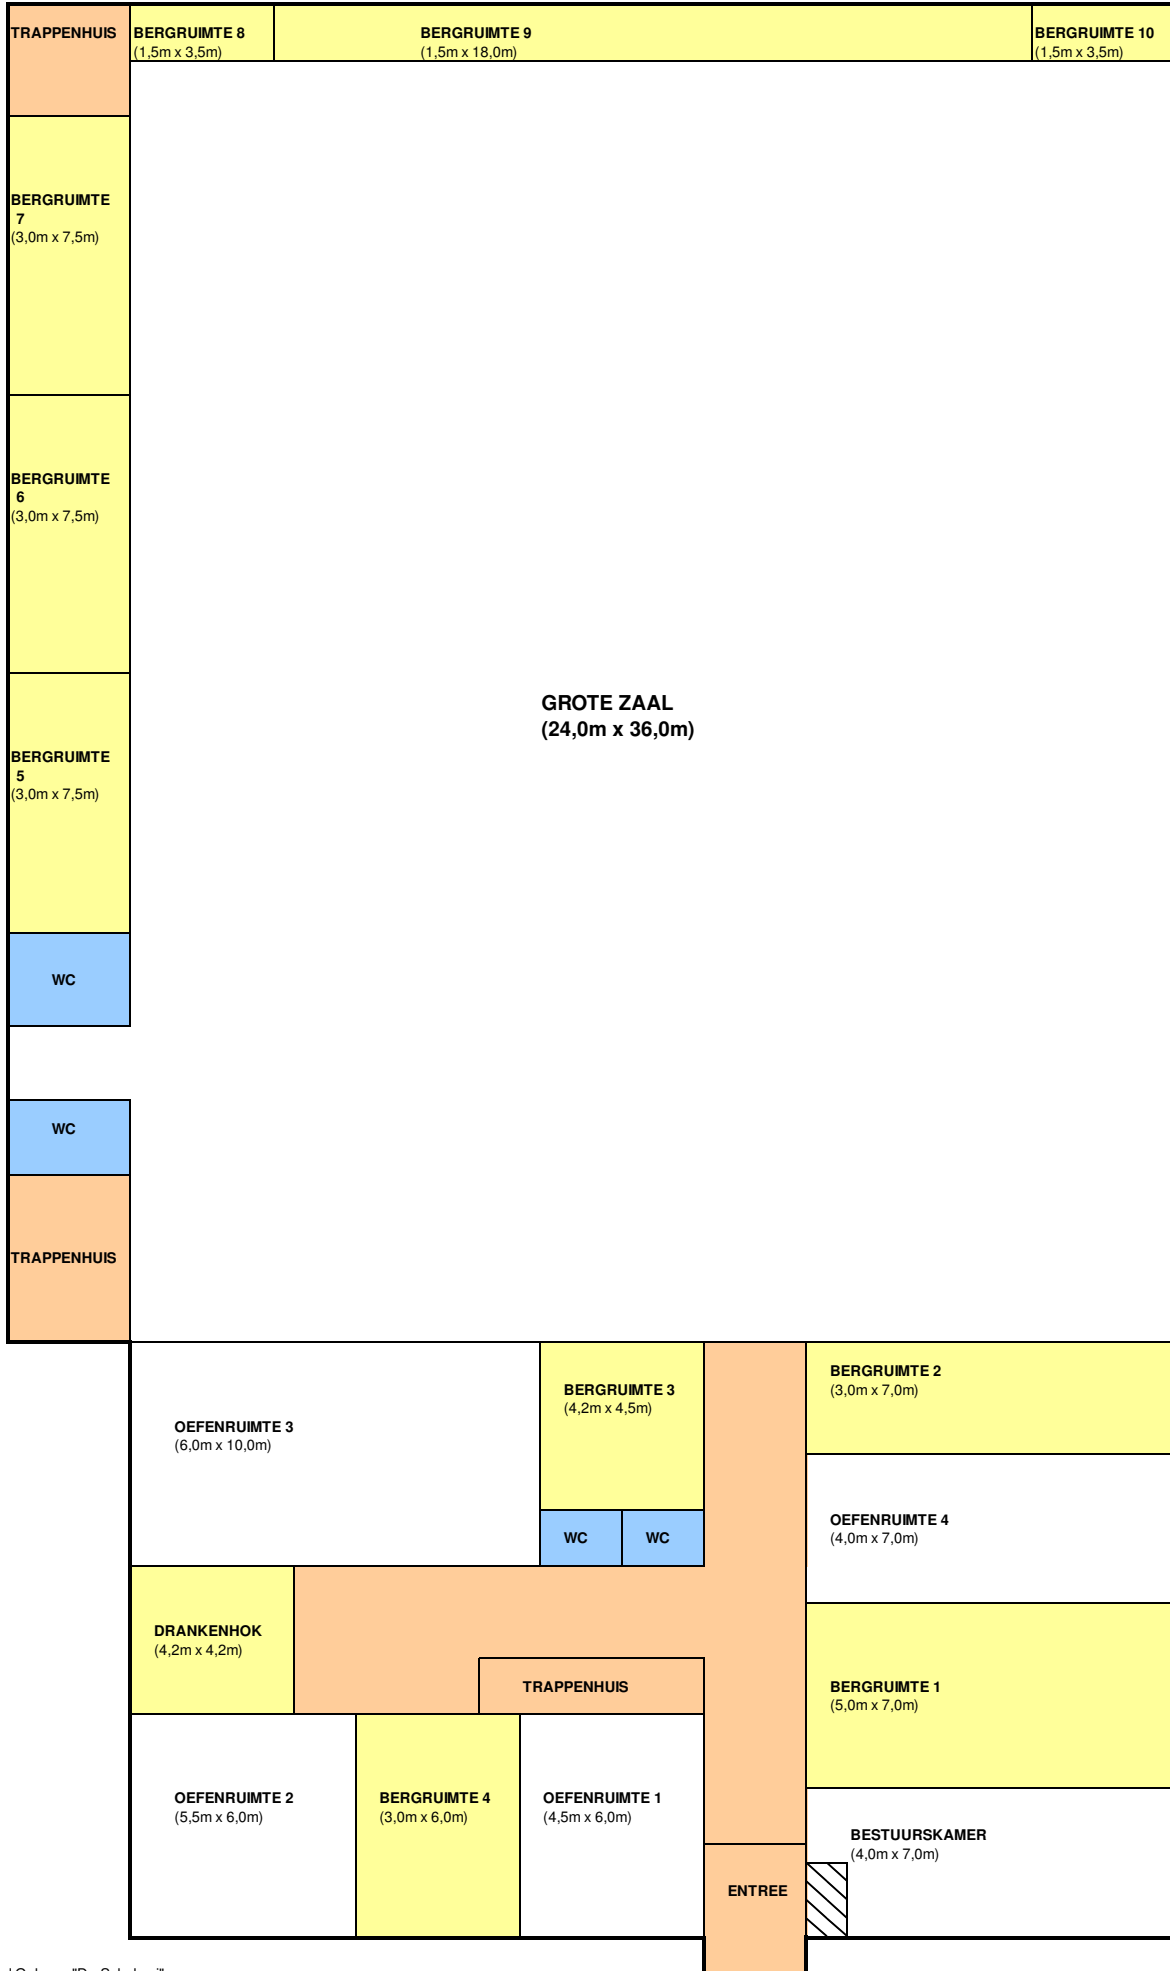 TRAPPENHUIS
BERGRUIMTE 8
(1,5m x 3,5m)
BERGRUIMTE 9
(1,5m x 18,0m)
BERGRUIMTE 10
(1,5m x 3,5m)
BERGRUIMTE
7
(3,0m x 7,5m)
BERGRUIMTE
6
(3,0m x 7,5m)
GROTE ZAAL
(24,0m x 36,0m)
BERGRUIMTE
5
(3,0m x 7,5m)
WC
WC
TRAPPENHUIS
OEFENRUIMTE 3
(6,0m x 10,0m)
BERGRUIMTE 3
(4,2m x 4,5m)
BERGRUIMTE 2
(3,0m x 7,0m)
WC
WC
OEFENRUIMTE 4
(4,0m x 7,0m)
DRANKENHOK
(4,2m x 4,2m)
TRAPPENHUIS
BERGRUIMTE 1
(5,0m x 7,0m)
OEFENRUIMTE 2
(5,5m x 6,0m)
BERGRUIMTE 4
(3,0m x 6,0m)
OEFENRUIMTE 1
(4,5m x 6,0m)
BESTUURSKAMER
(4,0m x 7,0m)
ENTREE